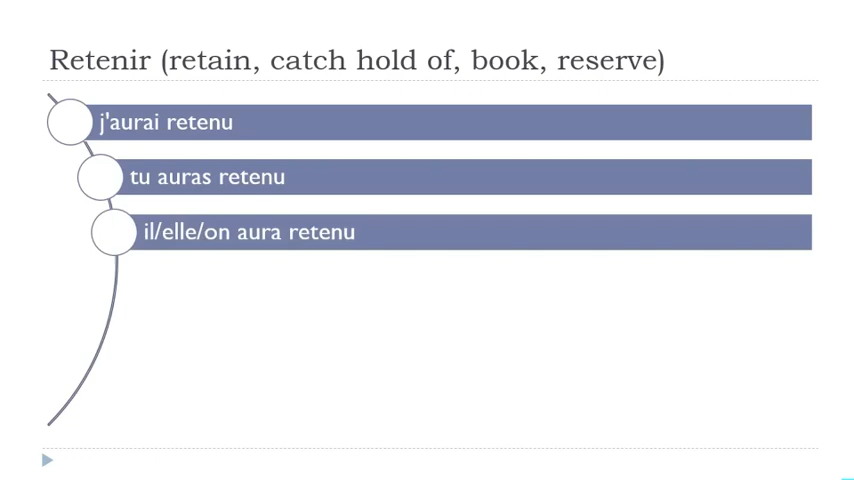 Retenir (retain, catch hold of, book, reserve)
j'aurai retenu
tu auras retenu
il/elle/on aura retenu